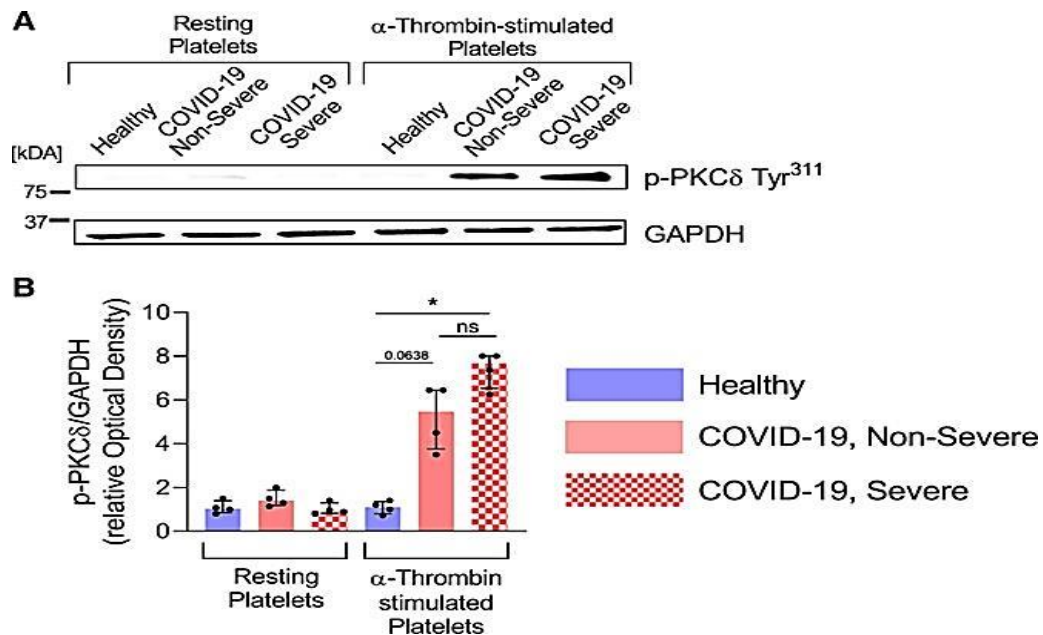 A
Resting
Platelets
α-Thrombin-stimulated
Platelets
Healthy
COVID-19
Non-Severe
COVID-19
Severe
Healthy
COVID-19
Non-Severe
COVID-19
Severe
[kDA]
75
37
p-PKCδ Tyr311
GAPDH
B
p-PKCδ/GAPDH
(relative Optical Density)
10
8
6
4
2
0
*
ns
0.0638
Resting
Platelets
α-Thrombin
stimulated
Platelets
Healthy
COVID-19, Non-Severe
COVID-19, Severe